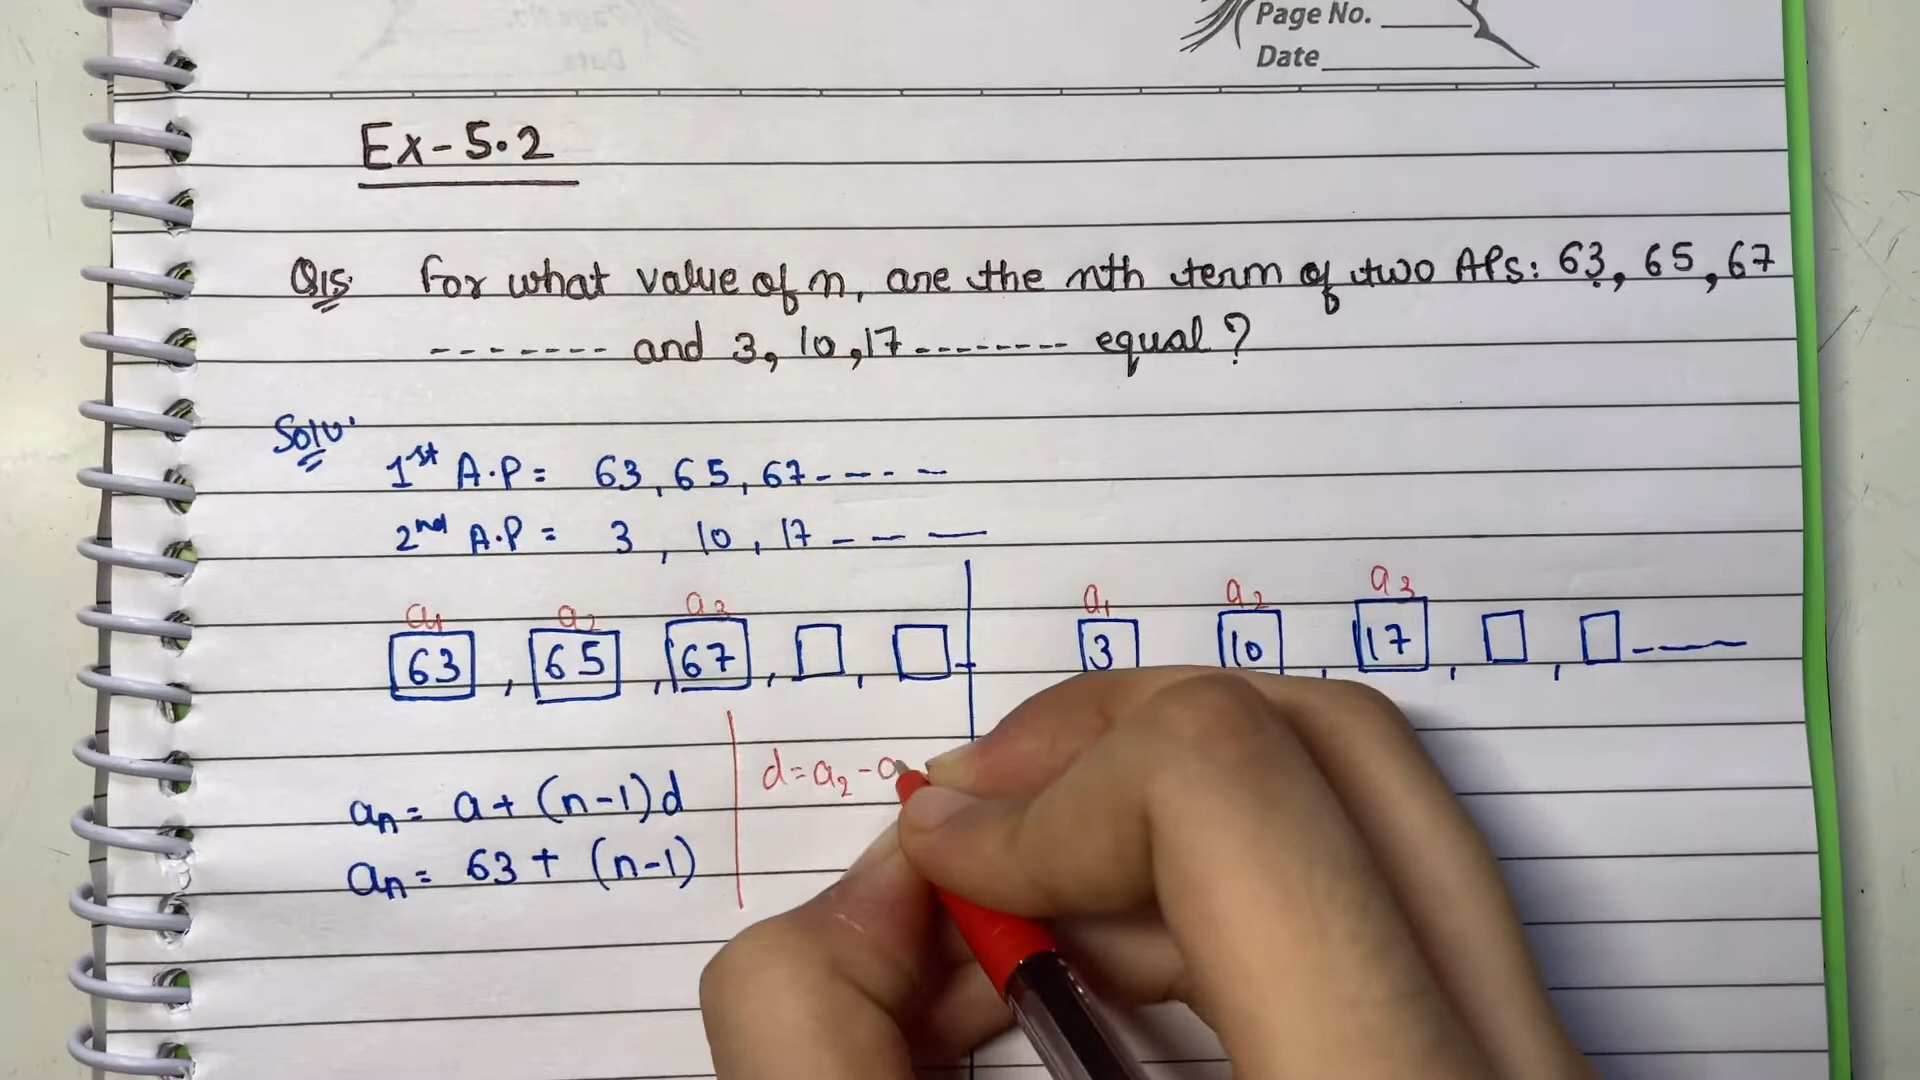 Page No.
Date
Ex-5.2
Q15. For what value of n, are the nth term of two APs: 63, 65, 67
------- and 3, 10, 17 -------- equal?
Solu.
1st A.P = 63, 65, 67 - - - -
2nd A.P = 3, 10, 17 - - -
a1 a2 a3
63, 65, 67, □, □ -
a1 a2 a3
3 10, 17, □, □ ----
an = a + (n-1)d
an = 63 + (n-1)
d = a2 - a